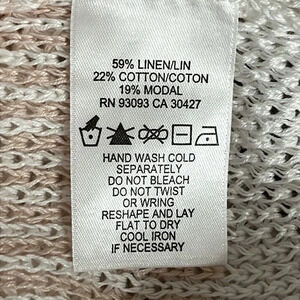 59% LINEN/LIN
22% COTTON/COTON
19% MODAL
RN 93093 CA 30427
HAND WASH COLD
SEPARATELY
DO NOT BLEACH
DO NOT TWIST
OR WRING
RESHAPE AND LAY
FLAT TO DRY
COOL IRON
IF NECESSARY